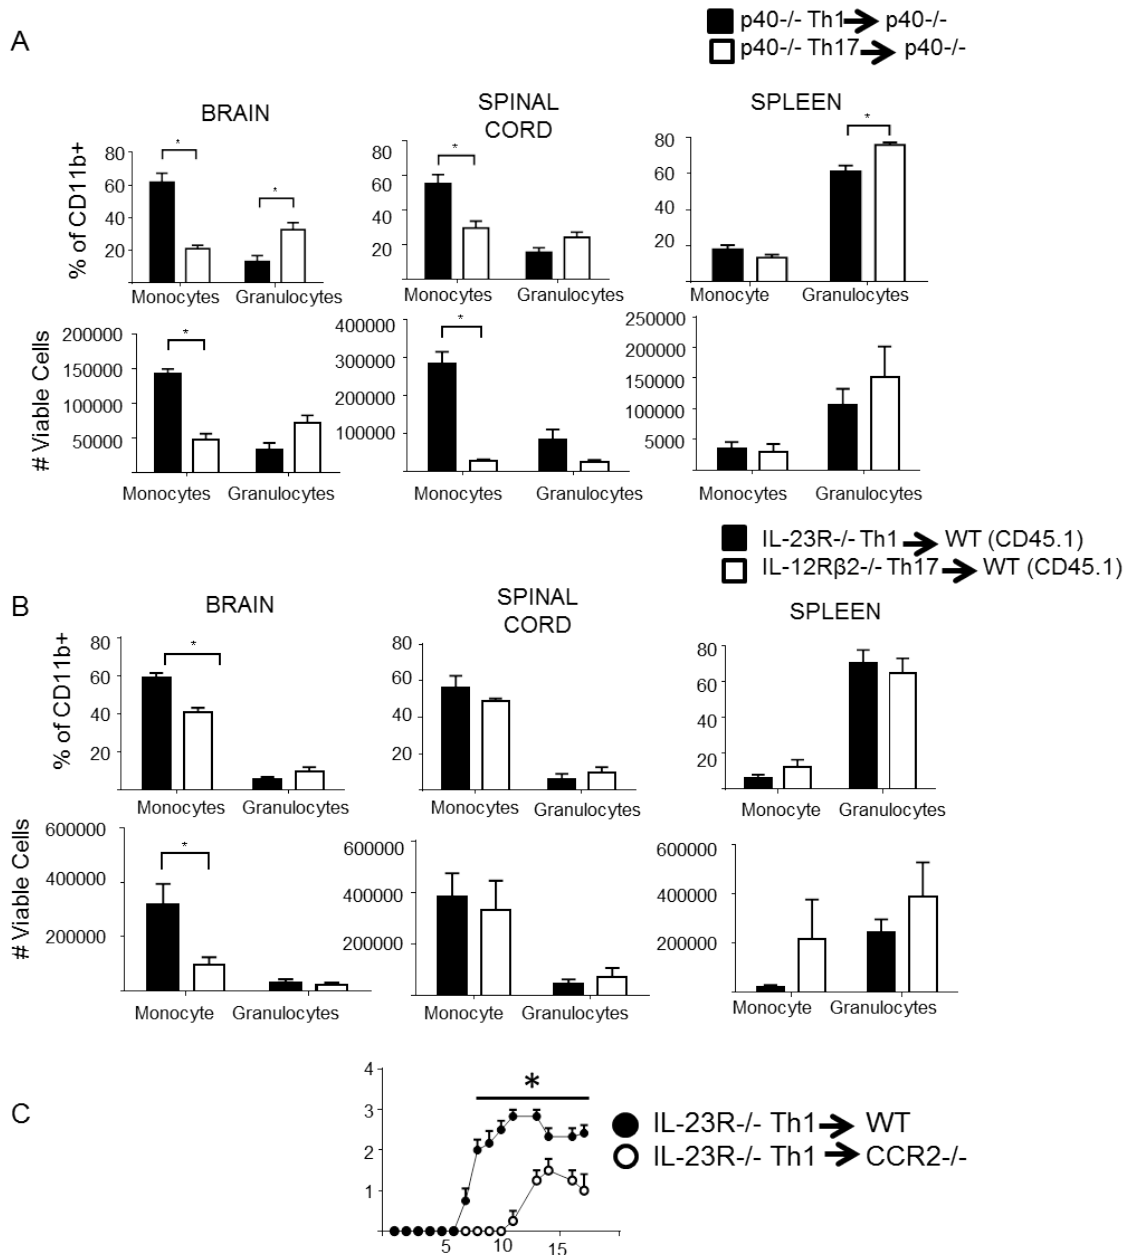 A
p40-/- Th1 → p40-/-
p40-/- Th17 → p40-/-
BRAIN
SPINAL
CORD
SPLEEN
% of CD11b+
80
60
40
20
*
*
Monocytes Granulocytes
80
60
40
20
*
Monocytes Granulocytes
80
60
40
20
*
Monocyte Granulocytes
# Viable Cells
200000
150000
100000
50000
*
Monocytes Granulocytes
400000
300000
200000
100000
*
Monocytes Granulocytes
250000
200000
150000
100000
5000
Monocytes Granulocytes
IL-23R-/- Th1 → WT (CD45.1)
IL-12Rβ2-/- Th17 → WT (CD45.1)
B
BRAIN
SPINAL
CORD
SPLEEN
% of CD11b+
80
60
40
20
*
Monocytes Granulocytes
80
60
40
20
Monocytes Granulocytes
80
60
40
20
Monocyte Granulocytes
# Viable Cells
600000
400000
200000
*
Monocyte Granulocytes
600000
400000
200000
Monocyte Granulocytes
600000
400000
200000
Monocyte Granulocytes
C
4
3
2
1
*
5 10 15
IL-23R-/- Th1 → WT
IL-23R-/- Th1 → CCR2-/-